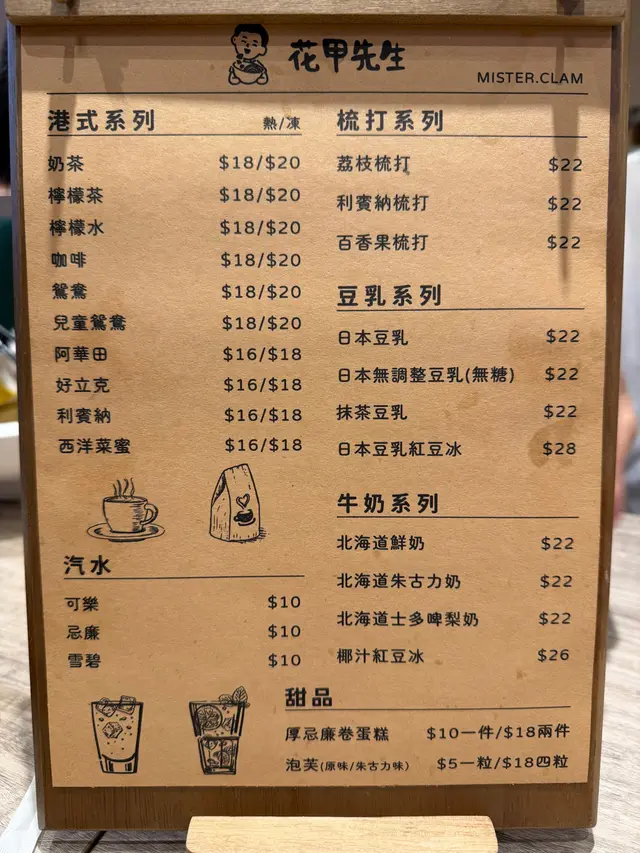 花甲先生
MISTER.CLAM
港式系列 熱/凍
奶茶 $18/$20
檸檬茶 $18/$20
檸檬水 $18/$20
咖啡 $18/$20
鴛鴦 $18/$20
兒童鴛鴦 $18/$20
阿華田 $16/$18
好立克 $16/$18
利賓納 $16/$18
西洋菜蜜 $16/$18
汽水
可樂 $10
忌廉 $10
雪碧 $10
梳打系列
荔枝梳打 $22
利賓納梳打 $22
百香果梳打 $22
豆乳系列
日本豆乳 $22
日本無調整豆乳(無糖) $22
抹茶豆乳 $22
日本豆乳紅豆冰 $28
牛奶系列
北海道鮮奶 $22
北海道朱古力奶 $22
北海道士多啤梨奶 $22
椰汁紅豆冰 $26
甜品
厚忌廉卷蛋糕 $10一件/$18兩件
泡芙(原味/朱古力味) $5一粒/$18四粒